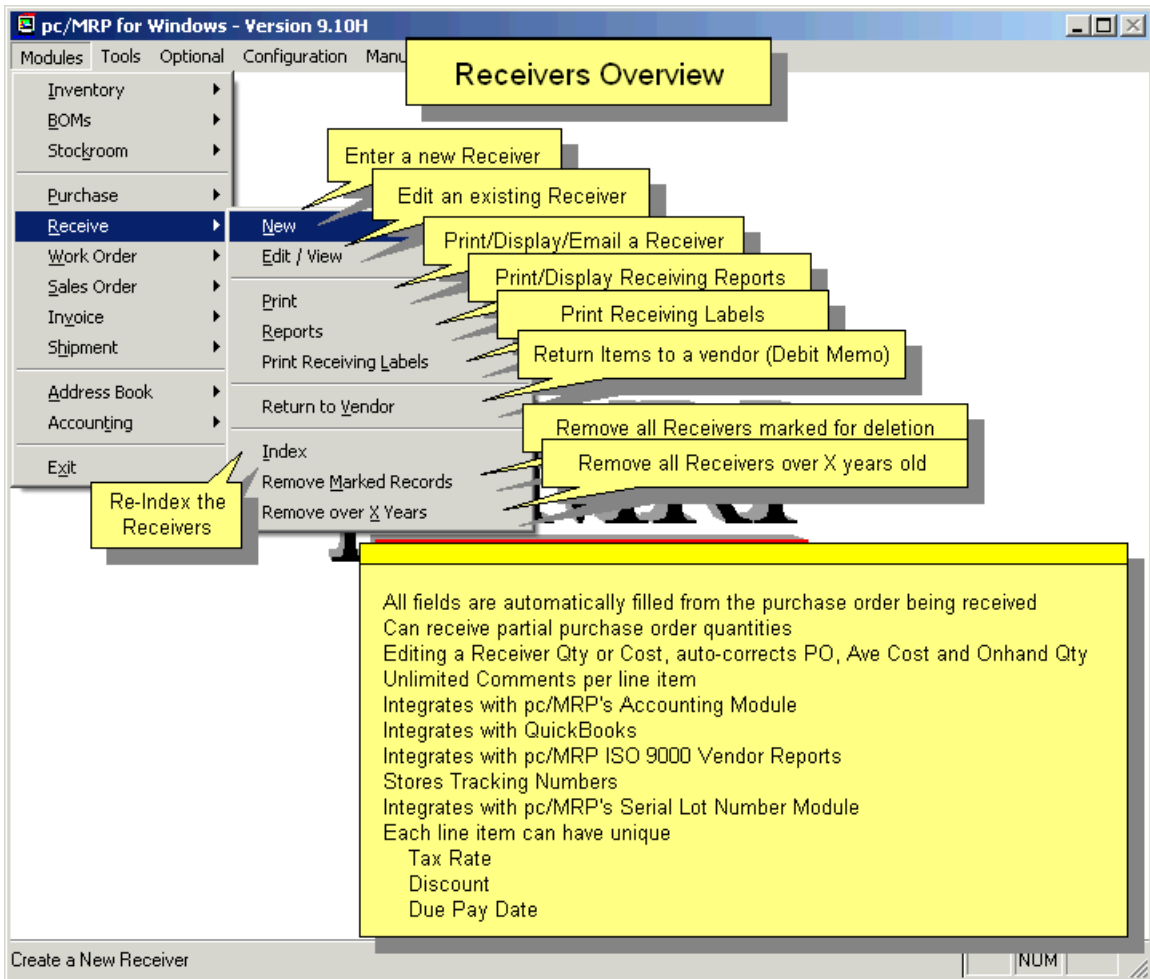 pc/MRP for Windows - Version 9.10H
Modules Tools Optional Configuration Manu
Receivers Overview
Inventory
BOMs
Stockroom
Purchase
Receive
Work Order
Sales Order
Invoice
Shipment
Address Book
Accounting
Exit
New
Edit / View
Print
Reports
Print Receiving Labels
Return to Vendor
Index
Remove Marked Records
Remove over X Years
Enter a new Receiver
Edit an existing Receiver
Print/Display/Email a Receiver
Print/Display Receiving Reports
Print Receiving Labels
Return Items to a vendor (Debit Memo)
Remove all Receivers marked for deletion
Remove all Receivers over X years old
Re-Index the
Receivers
All fields are automatically filled from the purchase order being received
Can receive partial purchase order quantities
Editing a Receiver Qty or Cost, auto-corrects PO, Ave Cost and Onhand Qty
Unlimited Comments per line item
Integrates with pc/MRP's Accounting Module
Integrates with QuickBooks
Integrates with pc/MRP ISO 9000 Vendor Reports
Stores Tracking Numbers
Integrates with pc/MRP's Serial Lot Number Module
Each line item can have unique
Tax Rate
Discount
Due Pay Date
Create a New Receiver
NUM